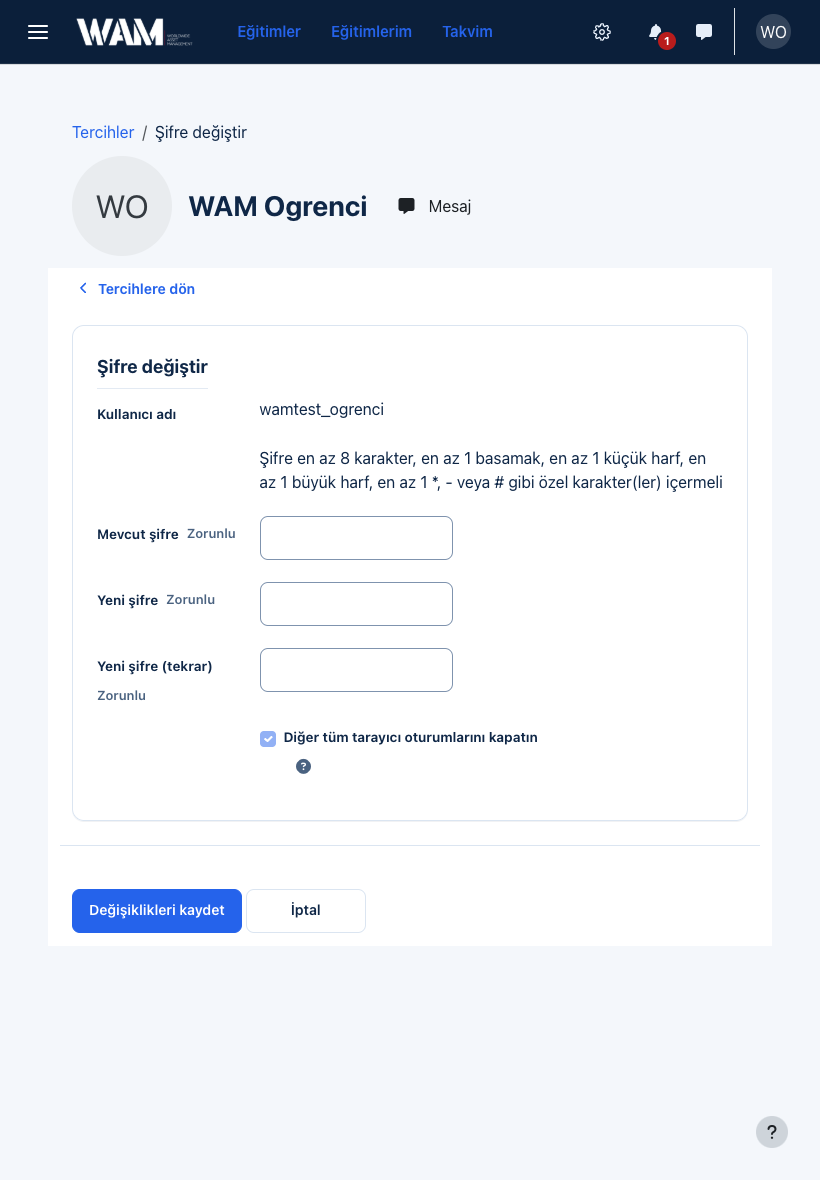 WAM
Eğitimler
Eğitimlerim
Takvim
1
WO
Tercihler / Şifre değiştir
WO
WAM Ogrenci
Mesaj
Tercihlere dön
Şifre değiştir
Kullanıcı adı
wamtest_ogrenci
Şifre en az 8 karakter, en az 1 basamak, en az 1 küçük harf, en
az 1 büyük harf, en az 1 *, - veya # gibi özel karakter(ler) içermeli
Mevcut şifre Zorunlu
Yeni şifre Zorunlu
Yeni şifre (tekrar)
Zorunlu
Diğer tüm tarayıcı oturumlarını kapatın
?
Değişiklikleri kaydet
İptal
?